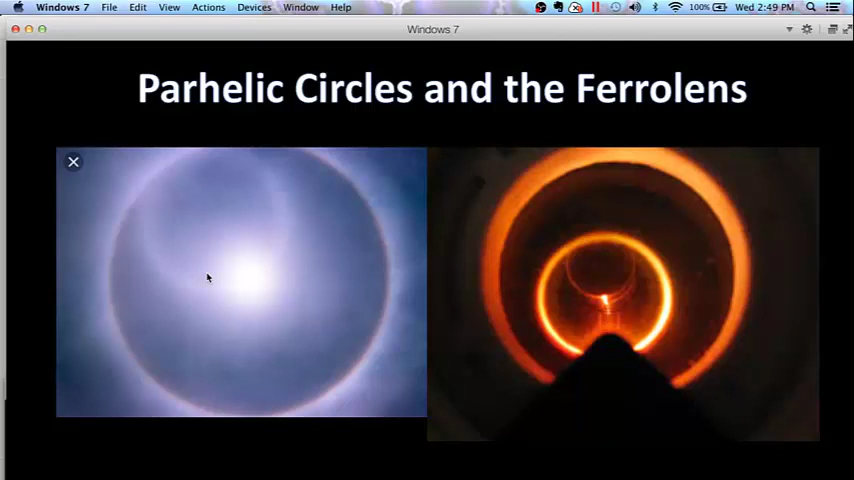 Windows 7 File Edit View Actions Devices Window Help 100% Wed 2:49 PM
Windows 7
Parhelic Circles and the Ferrolens